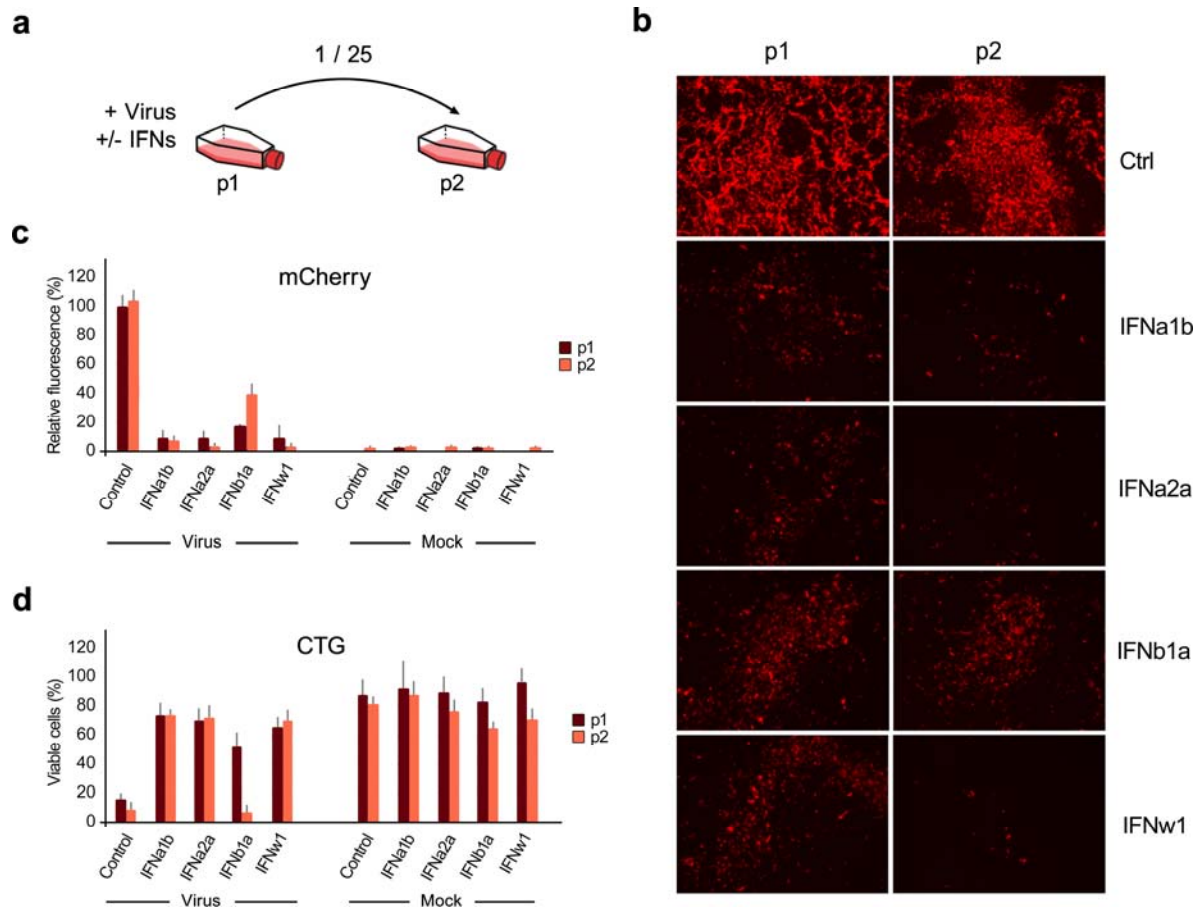 a
1 / 25
+ Virus
+/- IFNs
p1
p2
b
p1
p2
Ctrl
IFNa1b
IFNa2a
IFNb1a
IFNw1
c
mCherry
Relative fluorescence (%)
120
100
80
60
40
20
0
p1
p2
Control
IFNa1b
IFNa2a
IFNb1a
IFNw1
Control
IFNa1b
IFNa2a
IFNb1a
IFNw1
Virus
Mock
d
CTG
Viable cells (%)
120
100
80
60
40
20
0
p1
p2
Control
IFNa1b
IFNa2a
IFNb1a
IFNw1
Control
IFNa1b
IFNa2a
IFNb1a
IFNw1
Virus
Mock